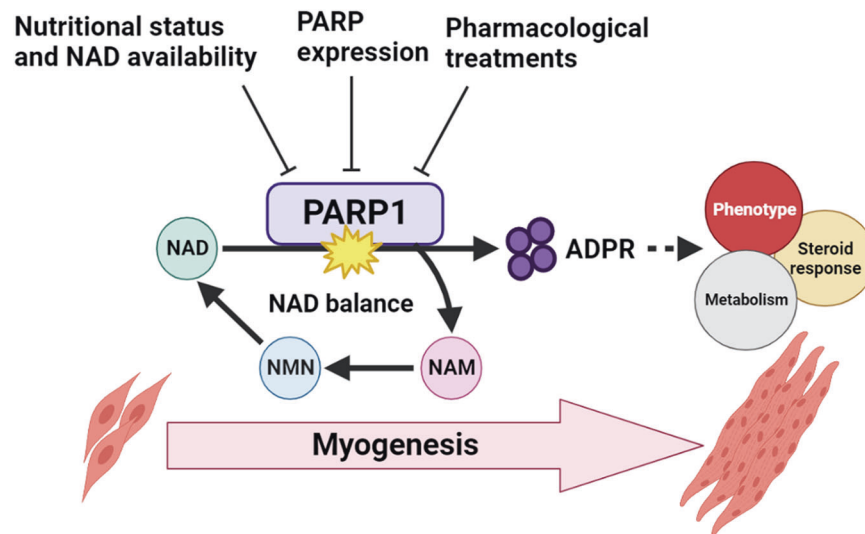 Nutritional status
and NAD availability
PARP
expression
Pharmacological
treatments
PARP1
NAD
ADPR
NAD balance
NMN
NAM
Phenotype
Steroid
response
Metabolism
Myogenesis